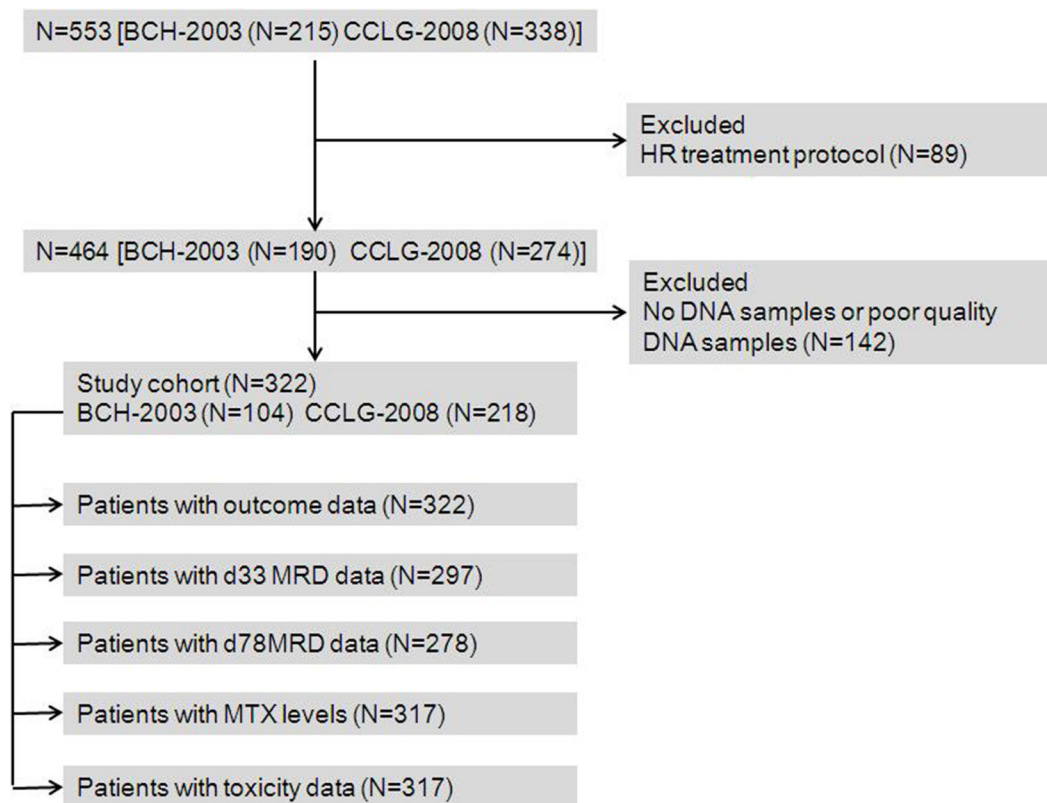 N=553 [BCH-2003 (N=215) CCLG-2008 (N=338)]
Excluded
HR treatment protocol (N=89)
N=464 [BCH-2003 (N=190) CCLG-2008 (N=274)]
Excluded
No DNA samples or poor quality
DNA samples (N=142)
Study cohort (N=322)
BCH-2003 (N=104) CCLG-2008 (N=218)
Patients with outcome data (N=322)
Patients with d33 MRD data (N=297)
Patients with d78MRD data (N=278)
Patients with MTX levels (N=317)
Patients with toxicity data (N=317)